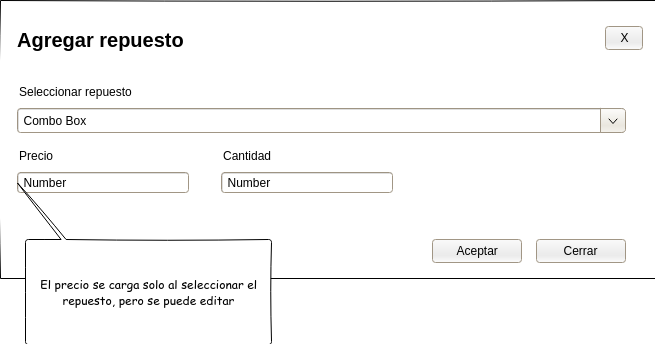 Agregar repuesto
X
Seleccionar repuesto
Combo Box
Precio
Cantidad
Number
Number
Aceptar
Cerrar
El precio se carga solo al seleccionar el
repuesto, pero se puede editar